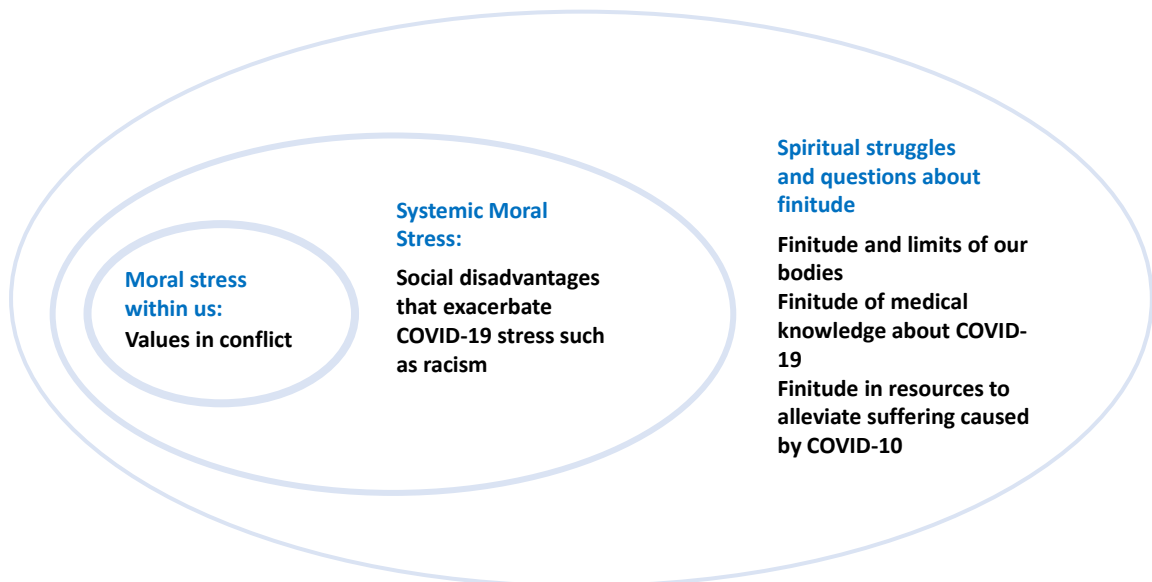 Moral stress
within us:
Values in conflict
Systemic Moral
Stress:
Social disadvantages
that exacerbate
COVID-19 stress such
as racism
Spiritual struggles
and questions about
finitude
Finitude and limits of our
bodies
Finitude of medical
knowledge about COVID-
19
Finitude in resources to
alleviate suffering caused
by COVID-10